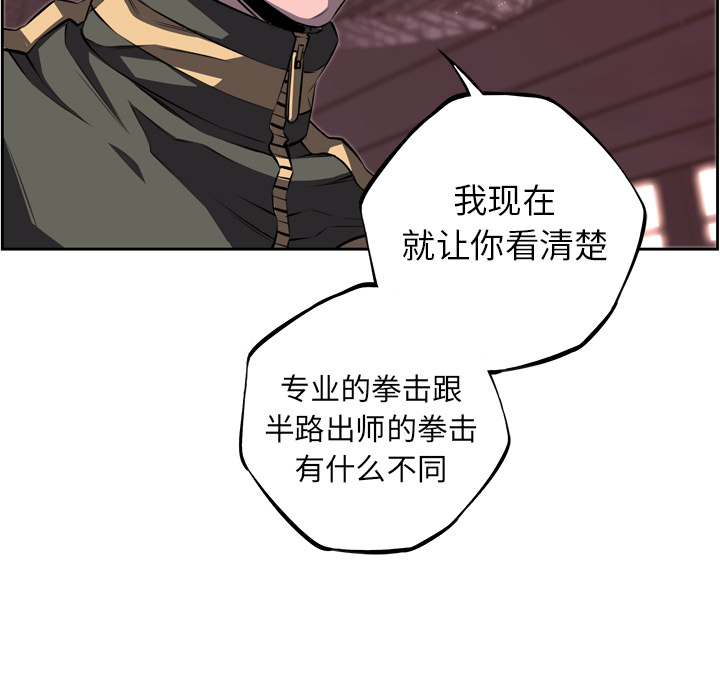 我现在
就让你看清楚
专业的拳击跟
半路出师的拳击
有什么不同